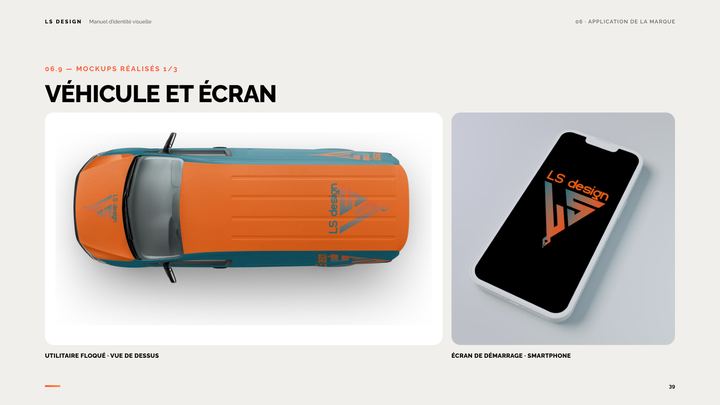 LS DESIGN Manuel d'identité visuelle
06 · APPLICATION DE LA MARQUE
06.9 — MOCKUPS RÉALISÉS 1/3
VÉHICULE ET ÉCRAN
LS design
LS design
UTILITAIRE FLOQUÉ · VUE DE DESSUS
ÉCRAN DE DÉMARRAGE · SMARTPHONE
39